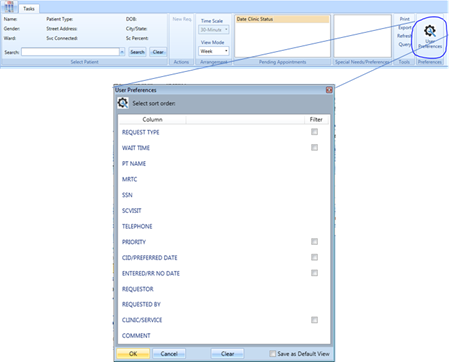 Tasks
Name: Patient Type: DOB:
Gender: Street Address City/State:
Ward: Svc Connected: Sc Percent:
Search: Search Clear
Select Patient
New Req
Actions
Time Scale
30-Minute
View Mode
Week
Arrangement
Date Clinic Status
Pending Appointments
Special Needs/Preferences
Print
Export
Refresh
Query
Tools
User
Preferences
Preferences
User Preferences
Select sort order:
Column Filter
REQUEST TYPE
WAIT TIME
PT NAME
MRTC
SSN
SCVISIT
TELEPHONE
PRIORITY
CID/PREFERRED DATE
ENTERED/RR NO DATE
REQUESTOR
REQUESTED BY
CLINIC/SERVICE
COMMENT
OK Cancel Clear Save as Default View